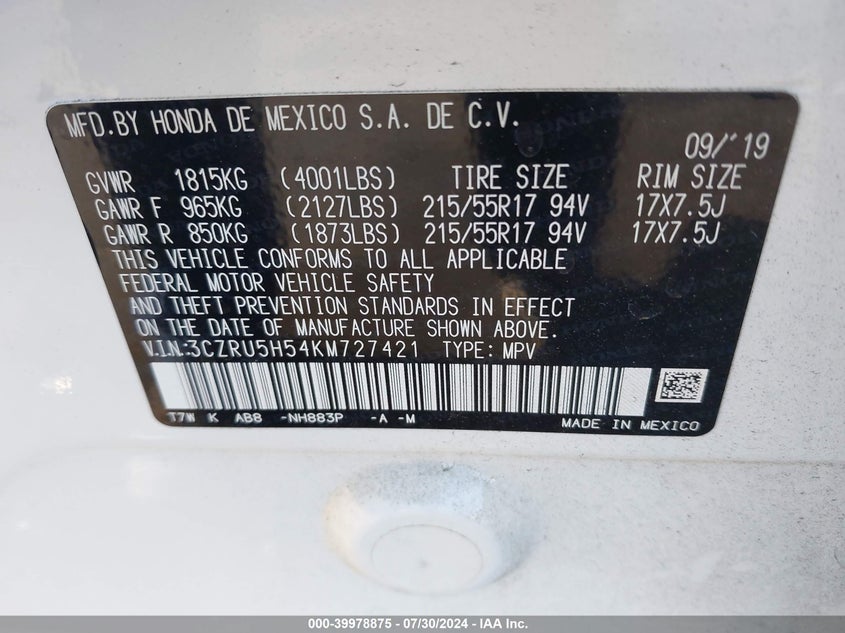 MFD.BY HONDA DE MEXICO S.A. DE C.V.
09/'19
GVWR 1815KG (4001LBS) TIRE SIZE RIM SIZE
GAWR F 965KG (2127LBS) 215/55R17 94V 17X7.5J
GAWR R 850KG (1873LBS) 215/55R17 94V 17X7.5J
THIS VEHICLE CONFORMS TO ALL APPLICABLE
FEDERAL MOTOR VEHICLE SAFETY
AND THEFT PREVENTION STANDARDS IN EFFECT
ON THE DATE OF MANUFACTURE SHOWN ABOVE.
V.I.N:3CZRU5H54KM727421 TYPE: MPV
T7W K AB8 -NH883P -A -M
MADE IN MEXICO
000-39978875 - 07/30/2024 - IAA Inc.